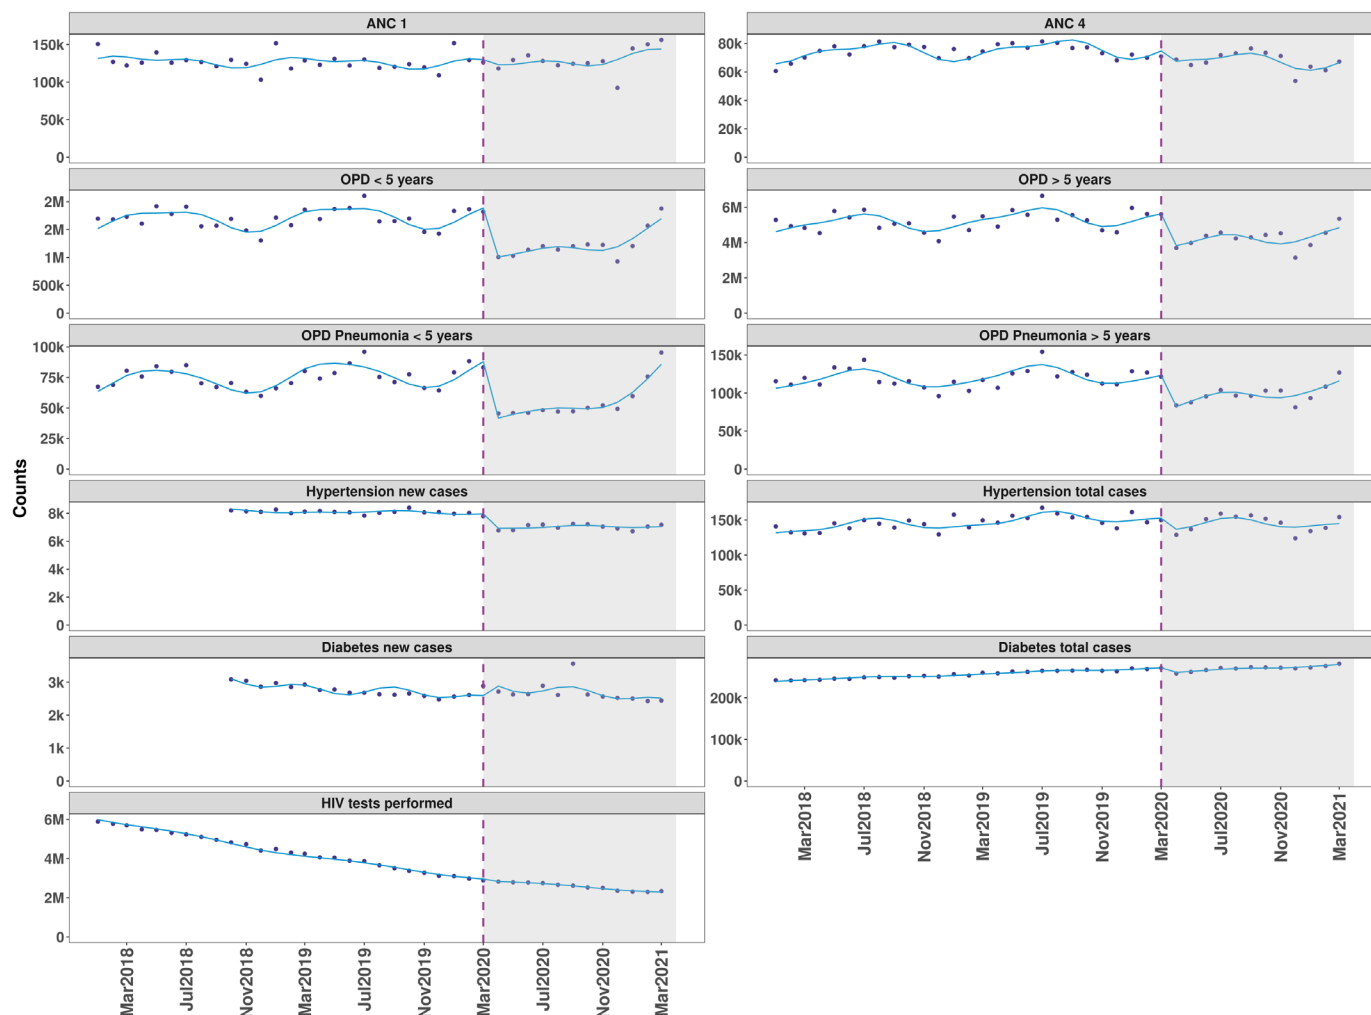 ANC 1
150k
100k
50k
0
ANC 4
80k
60k
40k
20k
0
OPD < 5 years
2M
2M
1M
500k
0
OPD > 5 years
6M
4M
2M
0
OPD Pneumonia < 5 years
100k
75k
50k
25k
0
OPD Pneumonia > 5 years
150k
100k
50k
0
Counts
Hypertension new cases
8k
6k
4k
2k
0
Hypertension total cases
150k
100k
50k
0
Diabetes new cases
3k
2k
1k
0
Diabetes total cases
200k
100k
0
Mar2018
Jul2018
Nov2018
Mar2019
Jul2019
Nov2019
Mar2020
Jul2020
Nov2020
Mar2021
HIV tests performed
6M
4M
2M
0
Mar2018
Jul2018
Nov2018
Mar2019
Jul2019
Nov2019
Mar2020
Jul2020
Nov2020
Mar2021